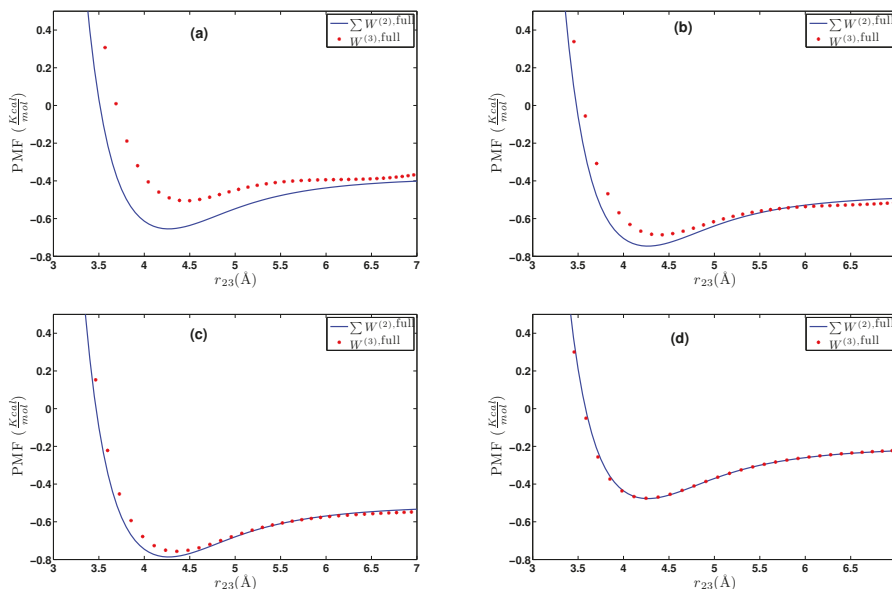 (a)
∑ W^(2),full
W^(3),full
PMF (Kcal/mol)
0.4
0.2
0
−0.2
−0.4
−0.6
−0.8
3 3.5 4 4.5 5 5.5 6 6.5 7
r_23(Å)
(b)
∑ W^(2),full
W^(3),full
PMF (Kcal/mol)
0.4
0.2
0
−0.2
−0.4
−0.6
−0.8
3 3.5 4 4.5 5 5.5 6 6.5
r_23(Å)
(c)
∑ W^(2),full
W^(3),full
PMF (Kcal/mol)
0.4
0.2
0
−0.2
−0.4
−0.6
−0.8
3 3.5 4 4.5 5 5.5 6 6.5 7
r_23(Å)
(d)
∑ W^(2),full
W^(3),full
PMF (Kcal/mol)
0.4
0.2
0
−0.2
−0.4
−0.6
−0.8
3 3.5 4 4.5 5 5.5 6 6.5
r_23(Å)